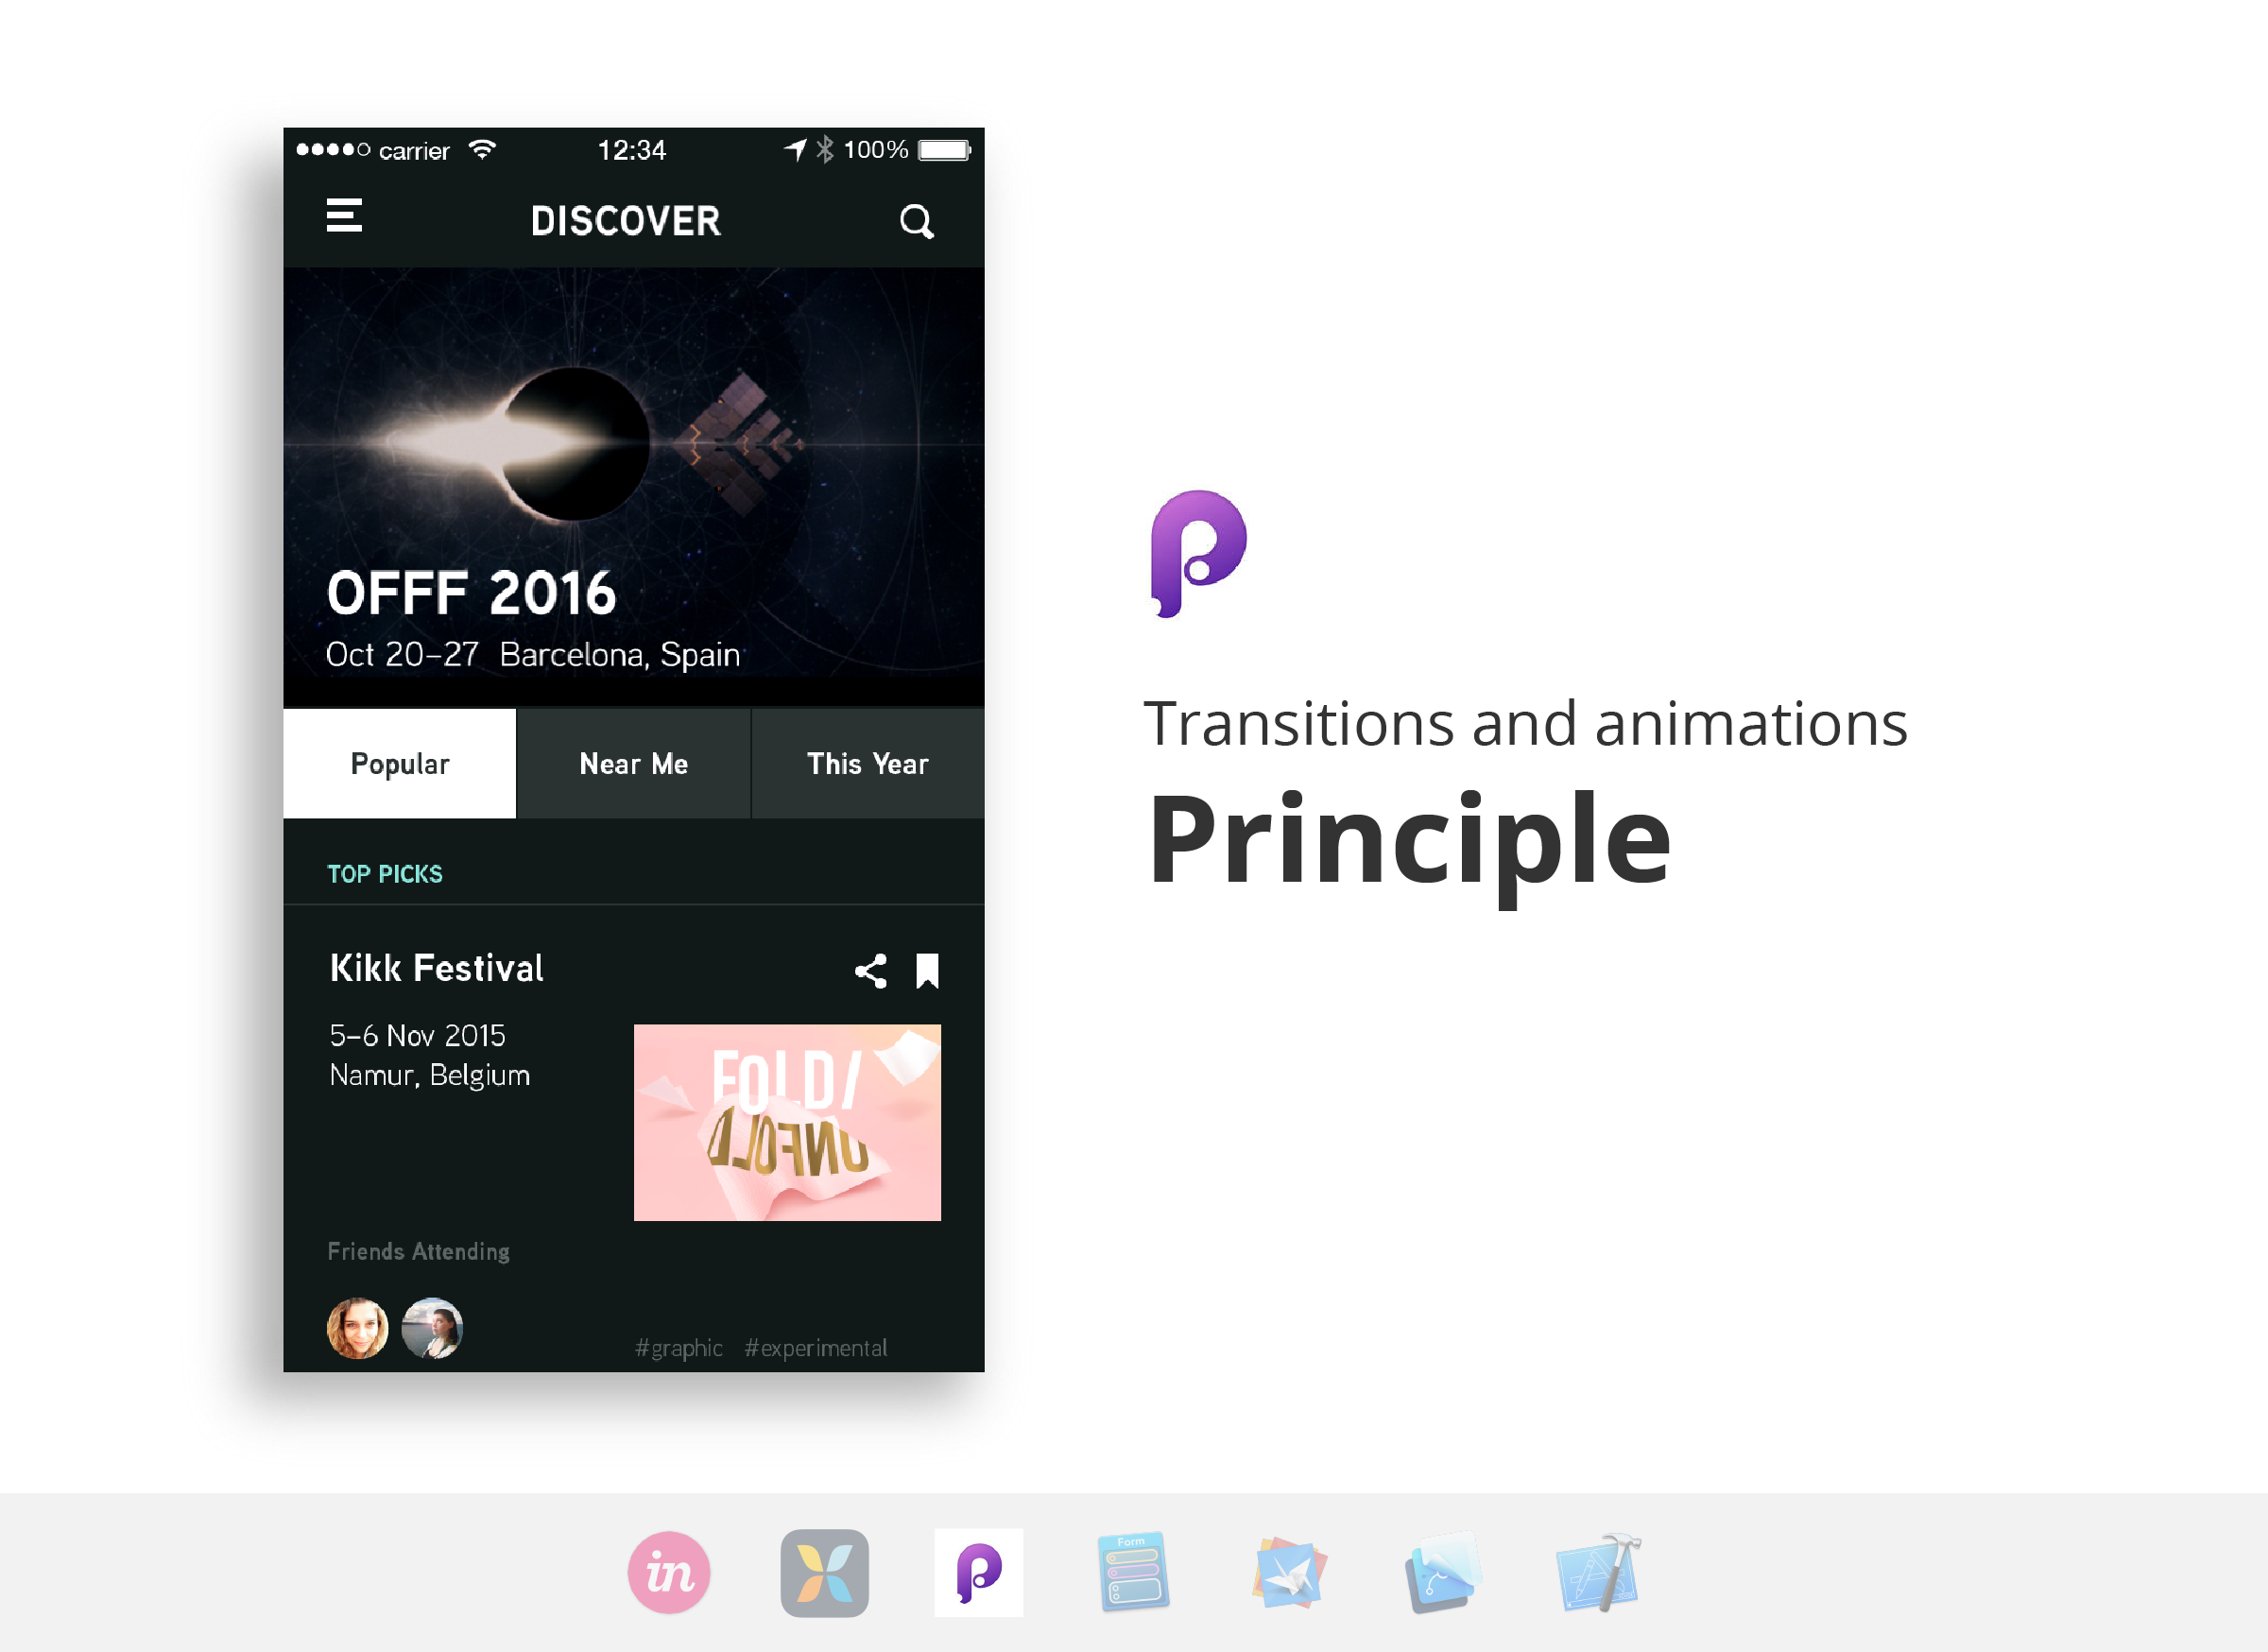 carrier 12:34 100%
DISCOVER
OFFF 2016
Oct 20–27 Barcelona, Spain
Popular Near Me This Year
TOP PICKS
Kikk Festival
5–6 Nov 2015
Namur, Belgium
FOLD/
UNFOLD
Friends Attending
#graphic #experimental
Transitions and animations
Principle
in
Form